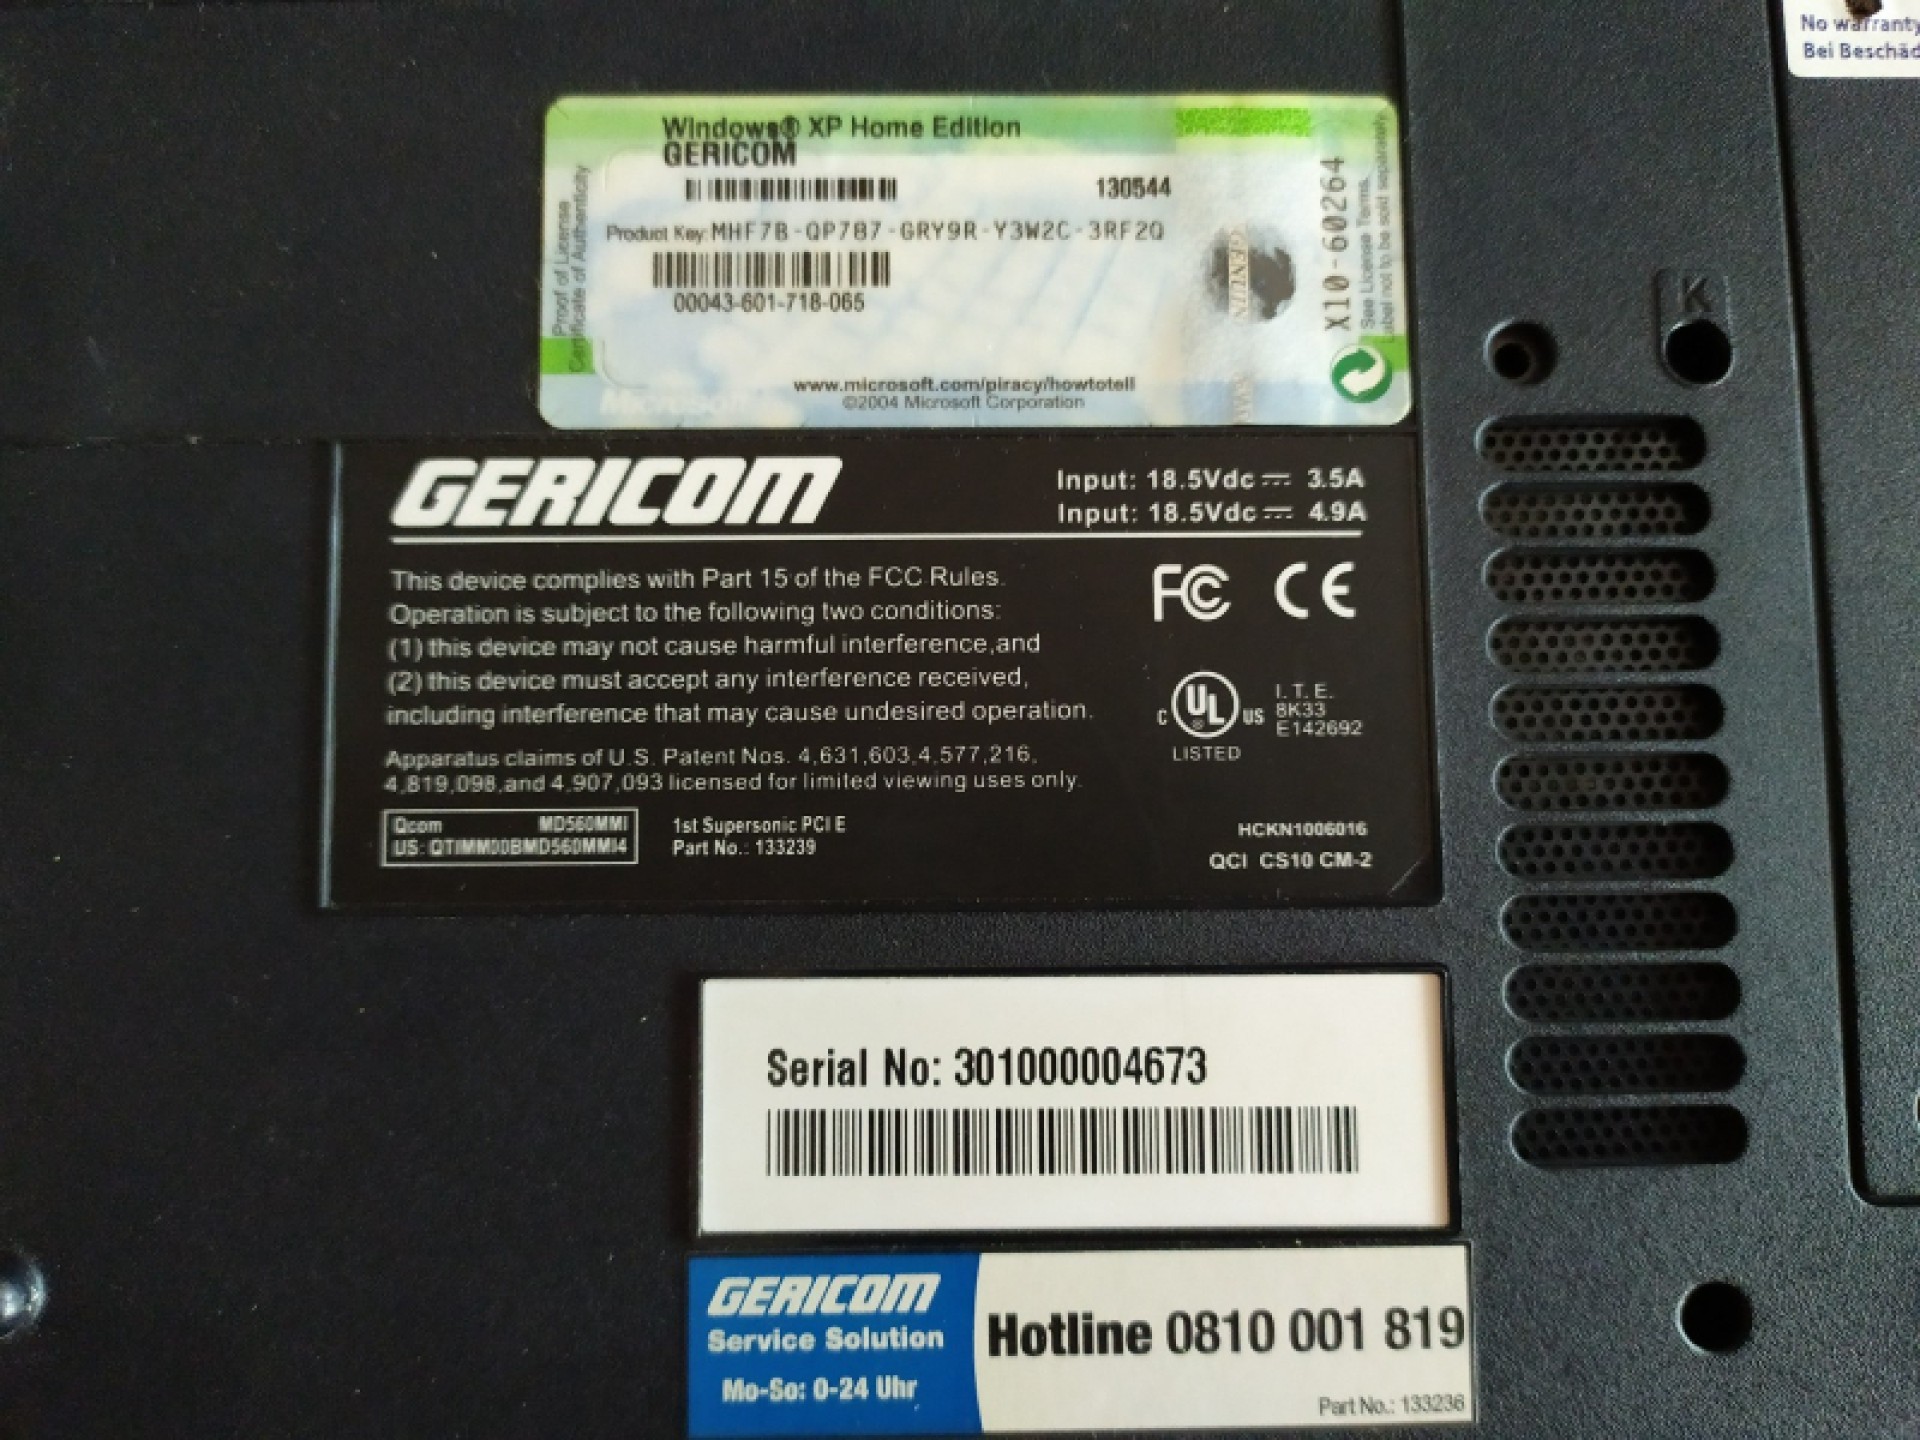 No warranty
Bei Beschäd
Windows® XP Home Edition
GERICOM
130544
Product Key: MHF7B-QP787-GRY9R-Y3W2C-3RF2Q
00043-601-718-065
Proof of License
Certificate of Authenticity
X10-60264
See License Terms.
Label not to be sold separately.
GENUIN
www.microsoft.com/piracy/howtotell
©2004 Microsoft Corporation
Microsoft
K
GERICOM
Input: 18.5Vdc ⎓ 3.5A
Input: 18.5Vdc ⎓ 4.9A
This device complies with Part 15 of the FCC Rules.
Operation is subject to the following two conditions:
(1) this device may not cause harmful interference,and
(2) this device must accept any interference received,
including interference that may cause undesired operation.
FC CE
C UL ® US
LISTED
I.T.E.
8K33
E142692
Apparatus claims of U.S. Patent Nos. 4,631,603,4,577,216,
4,819,098,and 4,907,093 licensed for limited viewing uses only.
Qcom MD560MMI
US: QTIMM00BMD560MMI4
1st Supersonic PCI E
Part No.: 133239
HCKN1006016
QCI CS10 CM-2
Serial No: 301000004673
GERICOM
Service Solution
Mo-So: 0-24 Uhr
Hotline 0810 001 819
Part No.: 133236